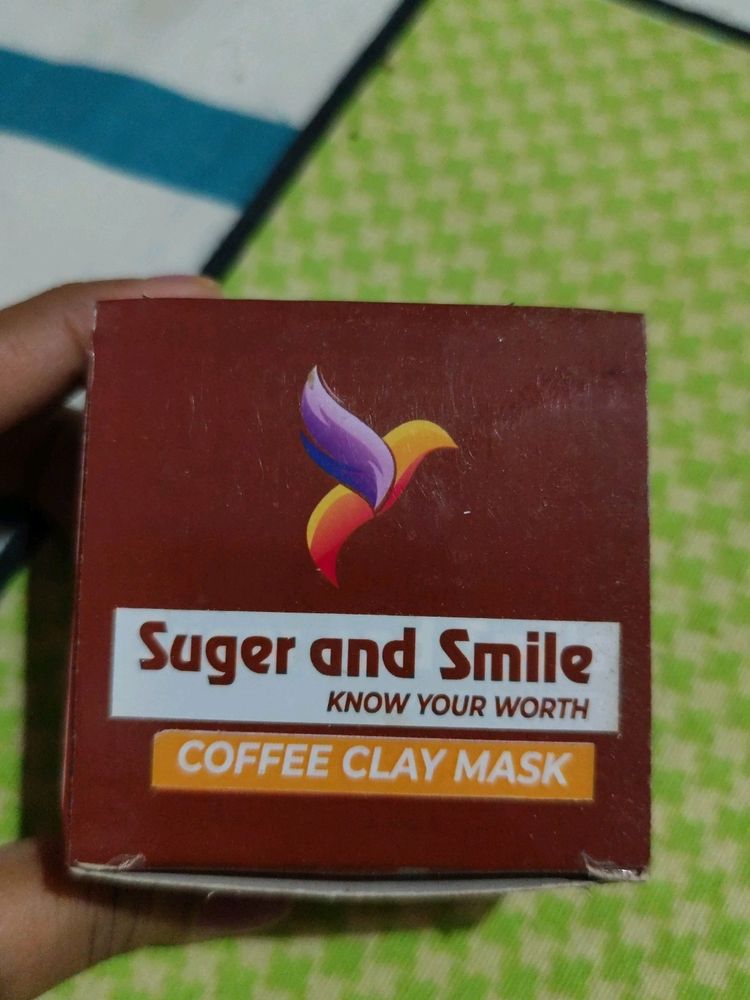 Suger and Smile
KNOW YOUR WORTH
COFFEE CLAY MASK